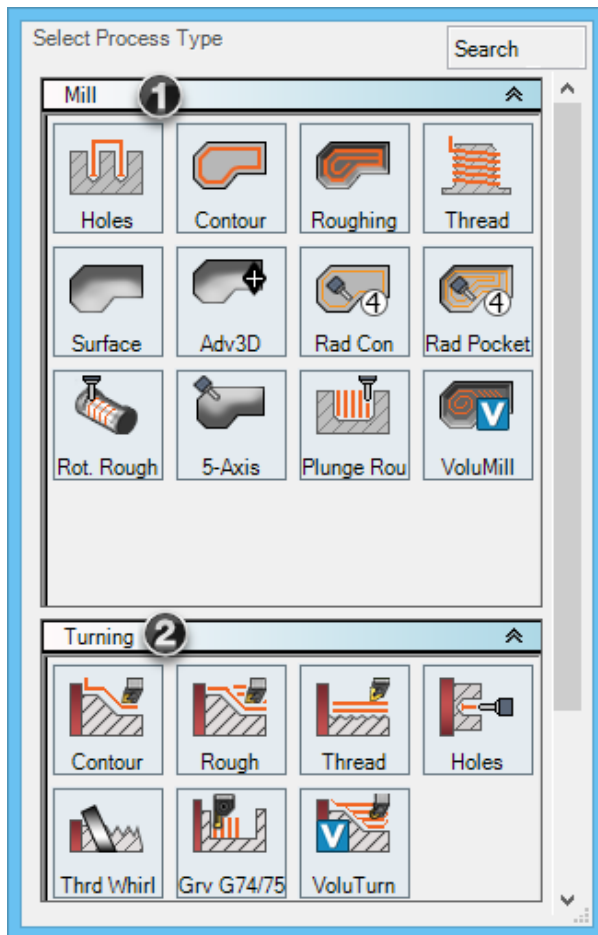 Select Process Type
Search
Mill 1
Holes Contour Roughing Thread
Surface Adv3D Rad Con Rad Pocket
4 4
Rot. Rough 5-Axis Plunge Rou VoluMill
V
Turning 2
Contour Rough Thread Holes
Thrd Whirl Grv G74/75 VoluTurn
V